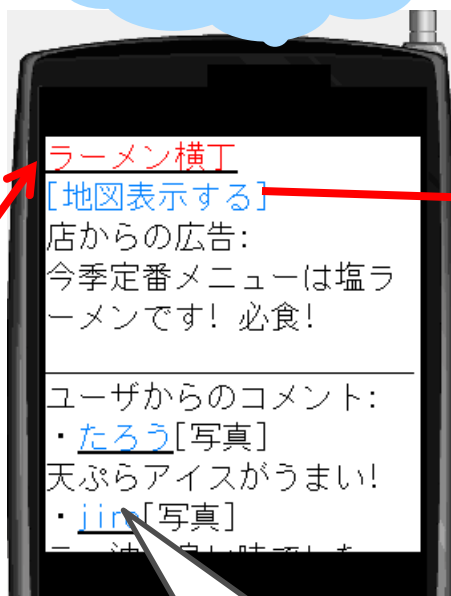 ラーメン横丁
[地図表示する]
店からの広告:
今季定番メニューは塩ラ
ーメンです! 必食!
ユーザからのコメント:
・たろう[写真]
天ぷらアイスがうまい!
・jiro[写真]